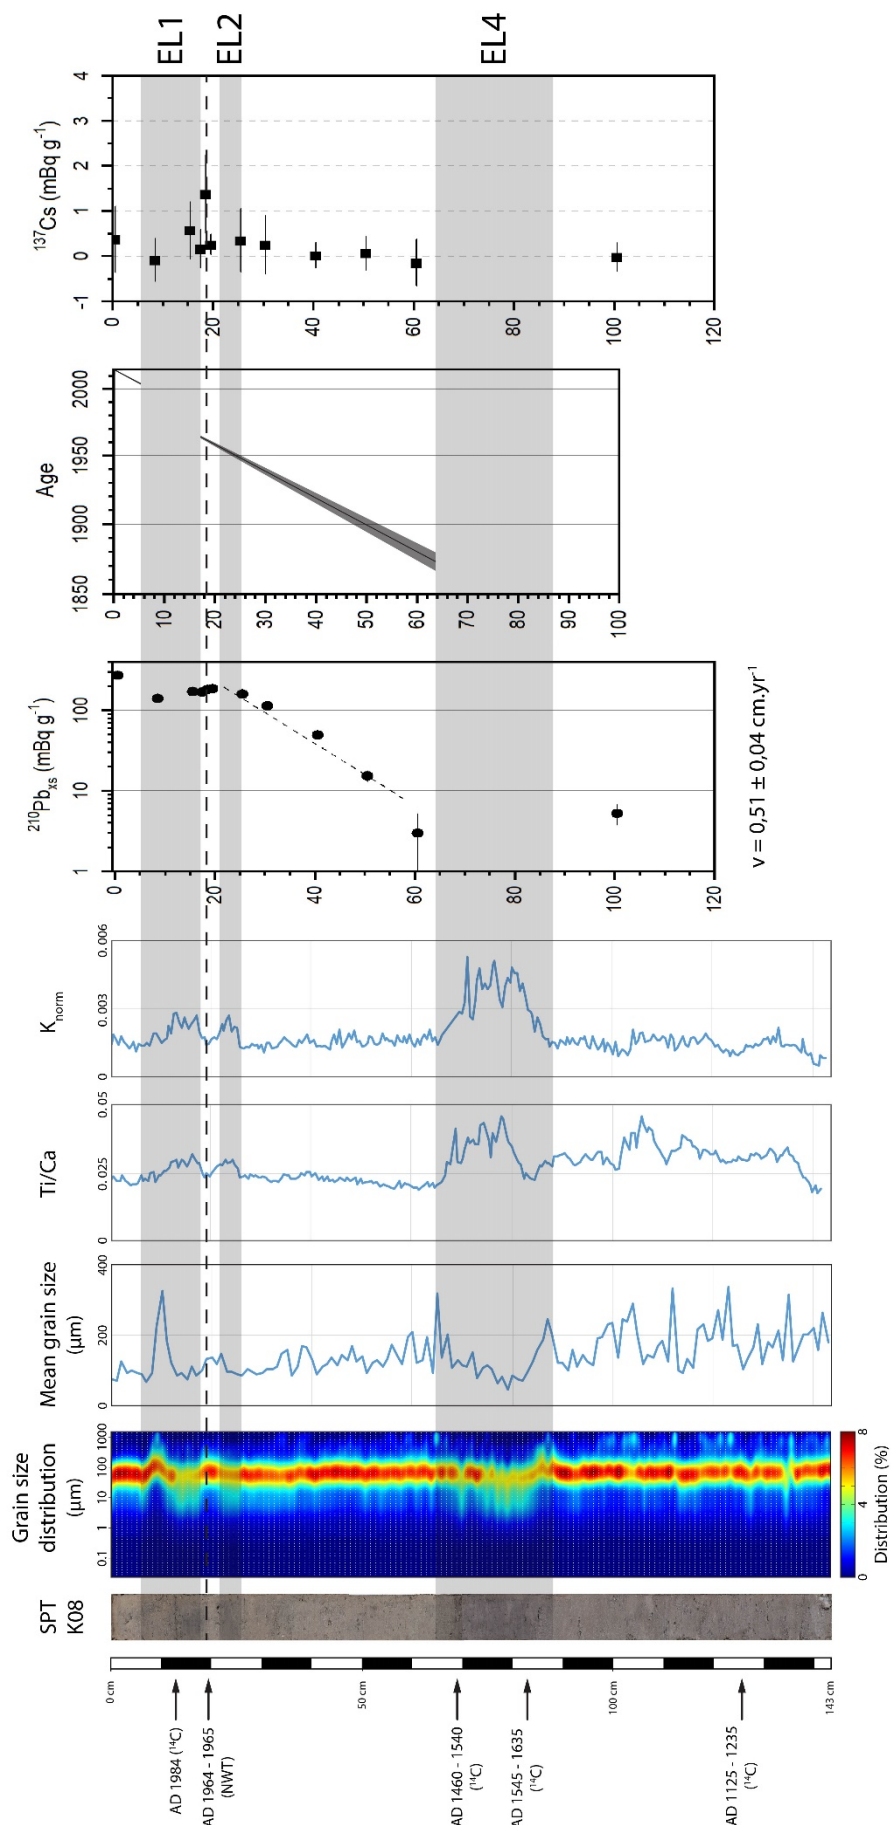 SPT
K08
Grain size
distribution
(µm)
Mean grain size
(µm)
Ti/Ca
K norm
²¹⁰Pbxs (mBq g⁻¹)
Age
¹³⁷Cs (mBq g⁻¹)
0.1 1 10 100 1000
0 200 400
0 0.025 0.05
0 0.003 0.006
1 10 100
1850 1900 1950 2000
-1 0 1 2 3 4
EL1
EL2
EL4
0 cm
50 cm
100 cm
143 cm
AD 1984 (¹⁴C)
AD 1964 - 1965
(NWT)
AD 1460 - 1540
(¹⁴C)
AD 1545 - 1635
(¹⁴C)
AD 1125 - 1235
(¹⁴C)
0 4 8
Distribution (%)
0 20 40 60 80 100 120
v = 0,51 ± 0,04 cm.yr⁻¹
0 10 20 30 40 50 60 70 80 90 100
0 20 40 60 80 100 120